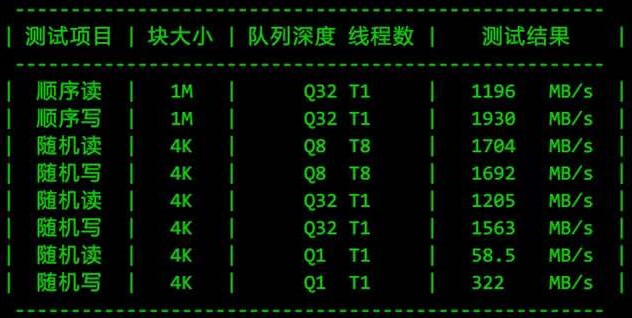 ------------------------------------------------------
| 测试项目 | 块大小 | 队列深度 线程数 | 测试结果 |
------------------------------------------------------
| 顺序读 | 1M | Q32 T1 | 1196 MB/s |
| 顺序写 | 1M | Q32 T1 | 1930 MB/s |
| 随机读 | 4K | Q8 T8 | 1704 MB/s |
| 随机写 | 4K | Q8 T8 | 1692 MB/s |
| 随机读 | 4K | Q32 T1 | 1205 MB/s |
| 随机写 | 4K | Q32 T1 | 1563 MB/s |
| 随机读 | 4K | Q1 T1 | 58.5 MB/s |
| 随机写 | 4K | Q1 T1 | 322 MB/s |
------------------------------------------------------